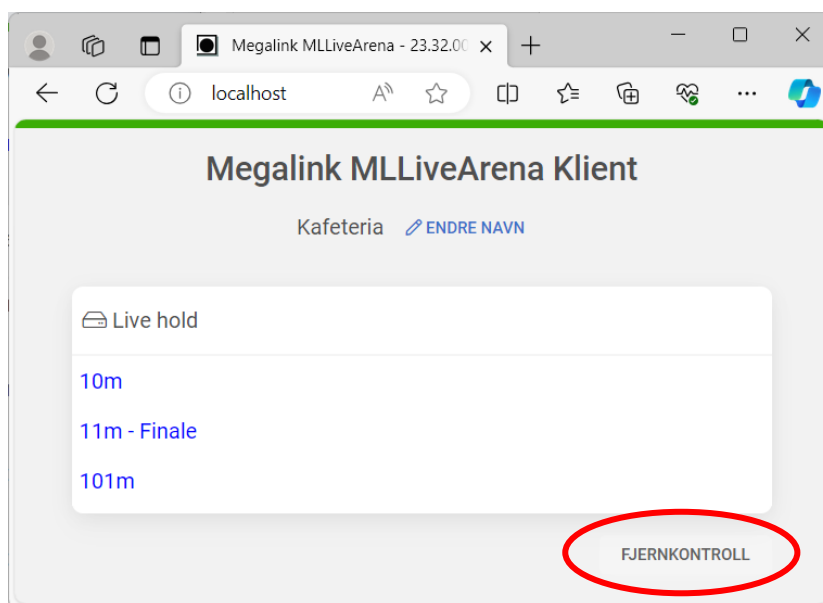 Megalink MLLiveArena - 23.32.00
localhost
Megalink MLLiveArena Klient
Kafeteria ENDRE NAVN
Live hold
10m
11m - Finale
101m
FJERNKONTROLL